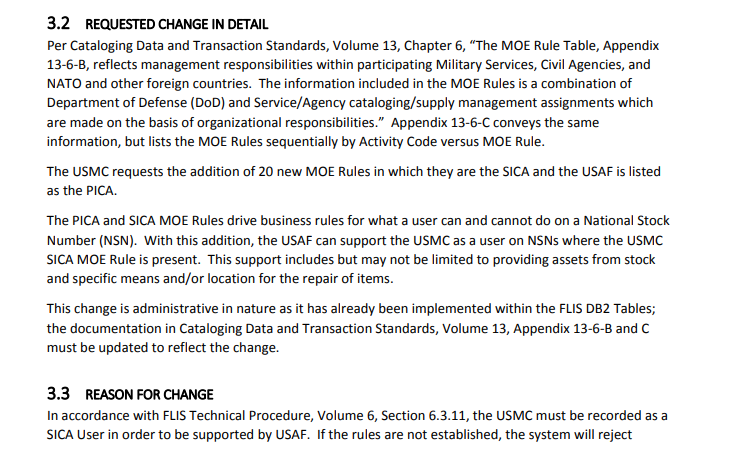 3.2 REQUESTED CHANGE IN DETAIL
Per Cataloging Data and Transaction Standards, Volume 13, Chapter 6, “The MOE Rule Table, Appendix
13-6-B, reflects management responsibilities within participating Military Services, Civil Agencies, and
NATO and other foreign countries.  The information included in the MOE Rules is a combination of
Department of Defense (DoD) and Service/Agency cataloging/supply management assignments which
are made on the basis of organizational responsibilities.”  Appendix 13-6-C conveys the same
information, but lists the MOE Rules sequentially by Activity Code versus MOE Rule.
The USMC requests the addition of 20 new MOE Rules in which they are the SICA and the USAF is listed
as the PICA.
The PICA and SICA MOE Rules drive business rules for what a user can and cannot do on a National Stock
Number (NSN).  With this addition, the USAF can support the USMC as a user on NSNs where the USMC
SICA MOE Rule is present.  This support includes but may not be limited to providing assets from stock
and specific means and/or location for the repair of items.
This change is administrative in nature as it has already been implemented within the FLIS DB2 Tables;
the documentation in Cataloging Data and Transaction Standards, Volume 13, Appendix 13-6-B and C
must be updated to reflect the change.
3.3 REASON FOR CHANGE
In accordance with FLIS Technical Procedure, Volume 6, Section 6.3.11, the USMC must be recorded as a
SICA User in order to be supported by USAF.  If the rules are not established, the system will reject